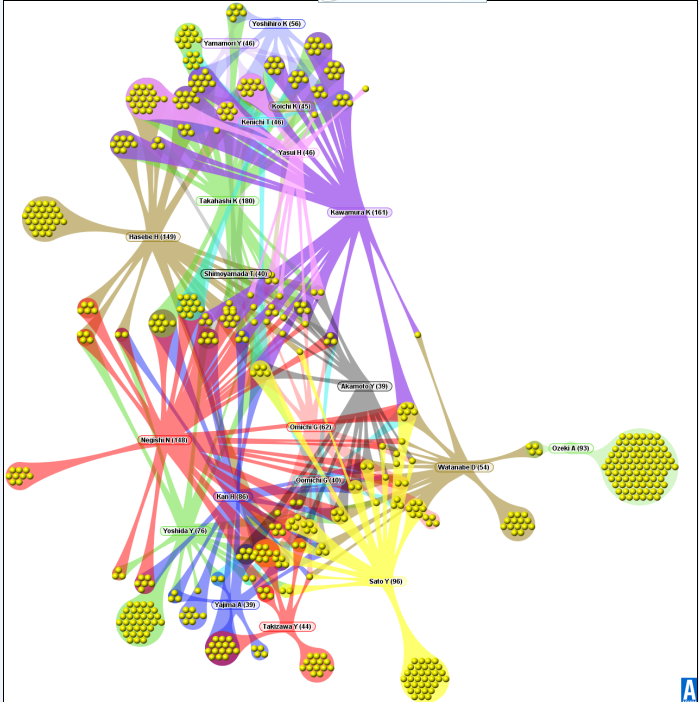 Yoshihiro K (56)
Yamamori Y (46)
Koichi K (45)
Kenichi T (46)
Yasui H (46)
Takahashi K (180)
Kawamura K (161)
Hasebe H (149)
Shimoyamada T (40)
Akamoto Y (39)
Omichi G (62)
Negishi N (148)
Ozeki A (93)
Watanabe D (54)
Oomichi G (40)
Kan H (86)
Yoshida Y (76)
Sato Y (96)
Yajima A (39)
Takizawa Y (44)
A